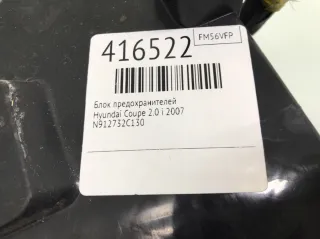 416522
FM56VFP
Блок предохранителей
Hyundai Coupe 2.0 i 2007
N912732C130